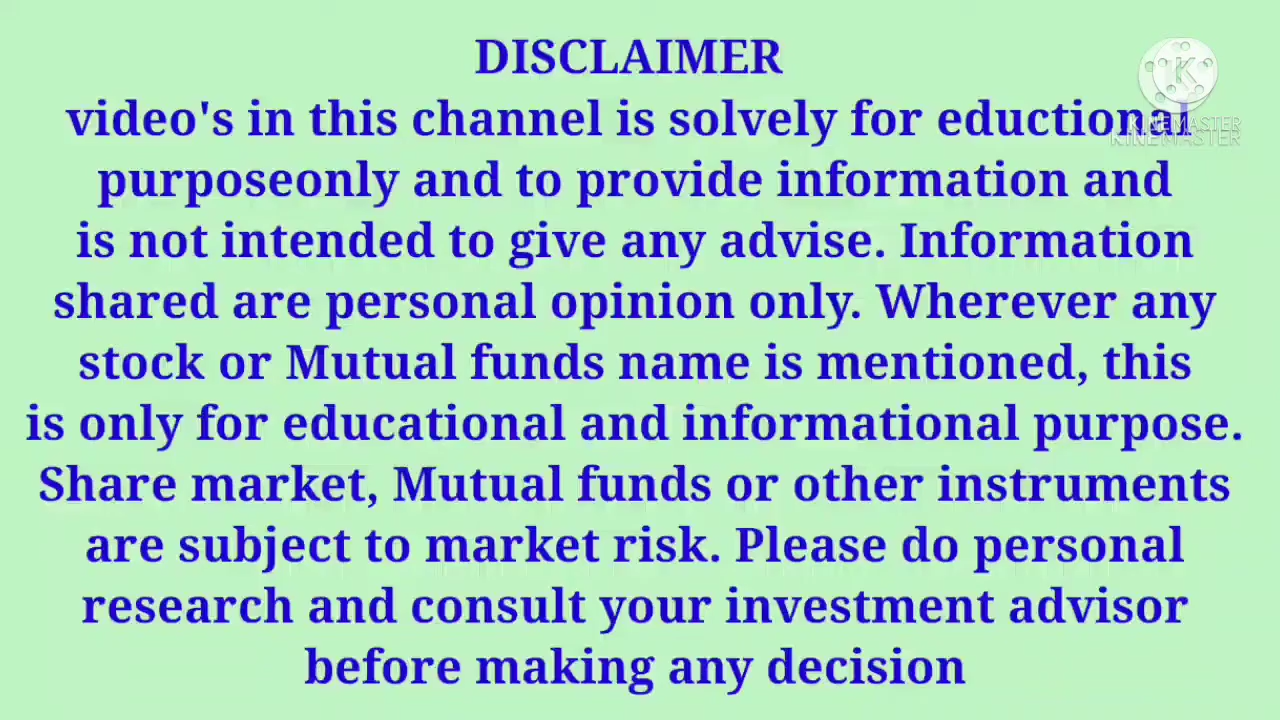 DISCLAIMER
video's in this channel is solvely for eductional
purposeonly and to provide information and
is not intended to give any advise. Information
shared are personal opinion only. Wherever any
stock or Mutual funds name is mentioned, this
is only for educational and informational purpose.
Share market, Mutual funds or other instruments
are subject to market risk. Please do personal
research and consult your investment advisor
before making any decision
K
KINEMASTER
KINEMASTER